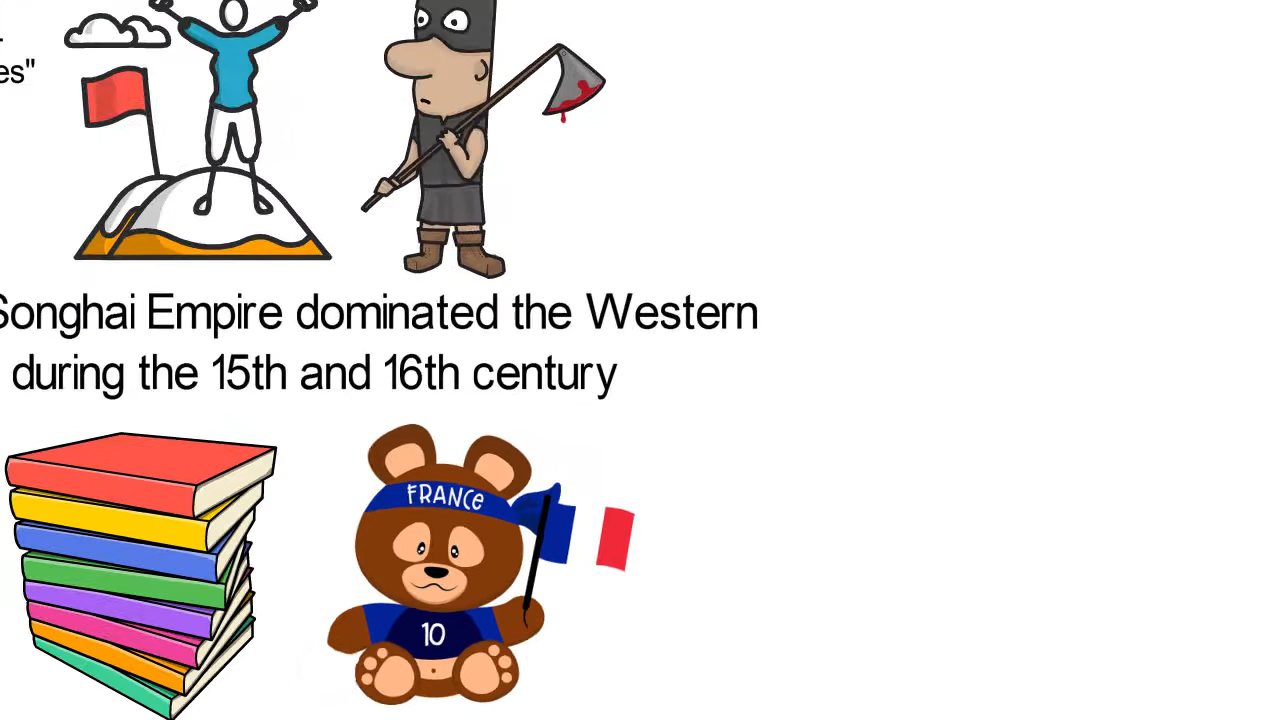 es"
Songhai Empire dominated the Western
during the 15th and 16th century
FRANCE
10